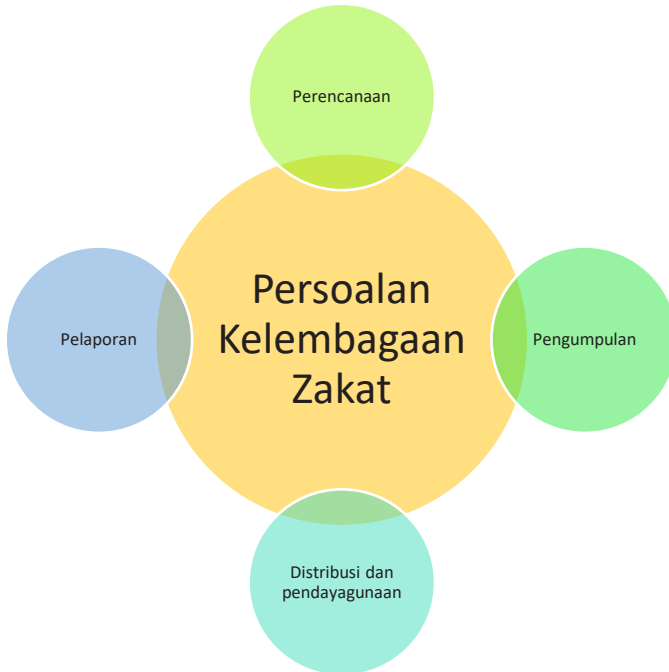 Perencanaan
Persoalan
Kelembagaan
Zakat
Pelaporan
Pengumpulan
Distribusi dan
pendayagunaan